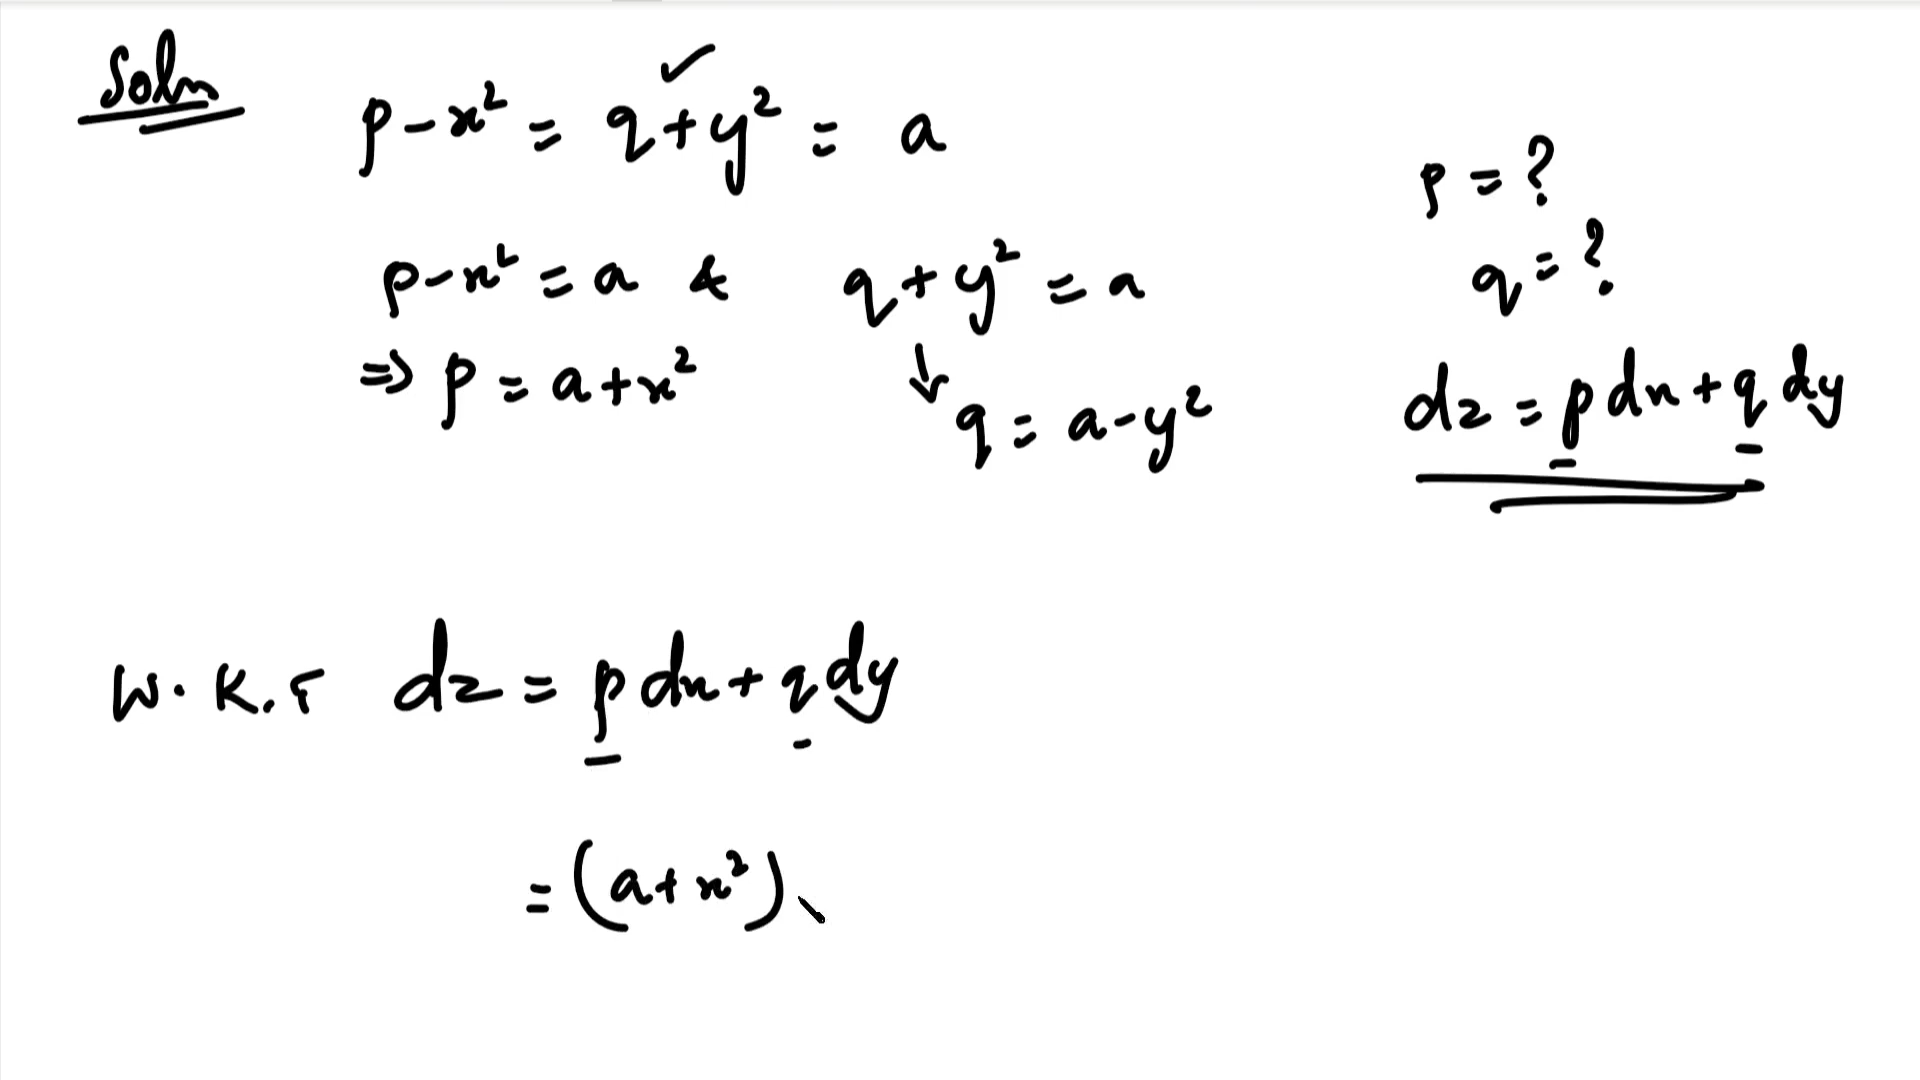 Soln
p - x² = q + y² = a
p - x² = a & q + y² = a
⇒ p = a + x²
↓ q = a - y²
p = ?
q = ?
dz = p dx + q dy
W.K.T dz = p dx + q dy
= (a + x²)